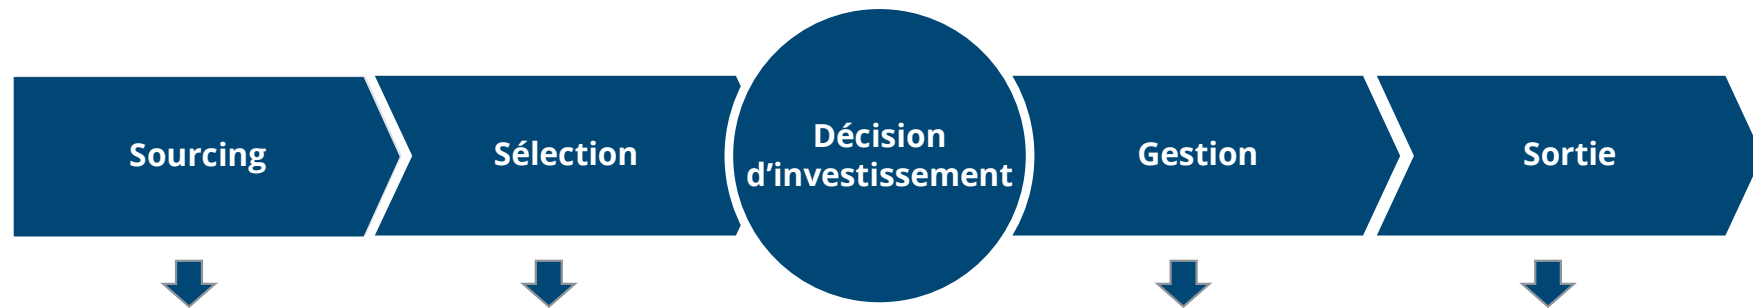 Sourcing
Sélection
Décision
d’investissement
Gestion
Sortie